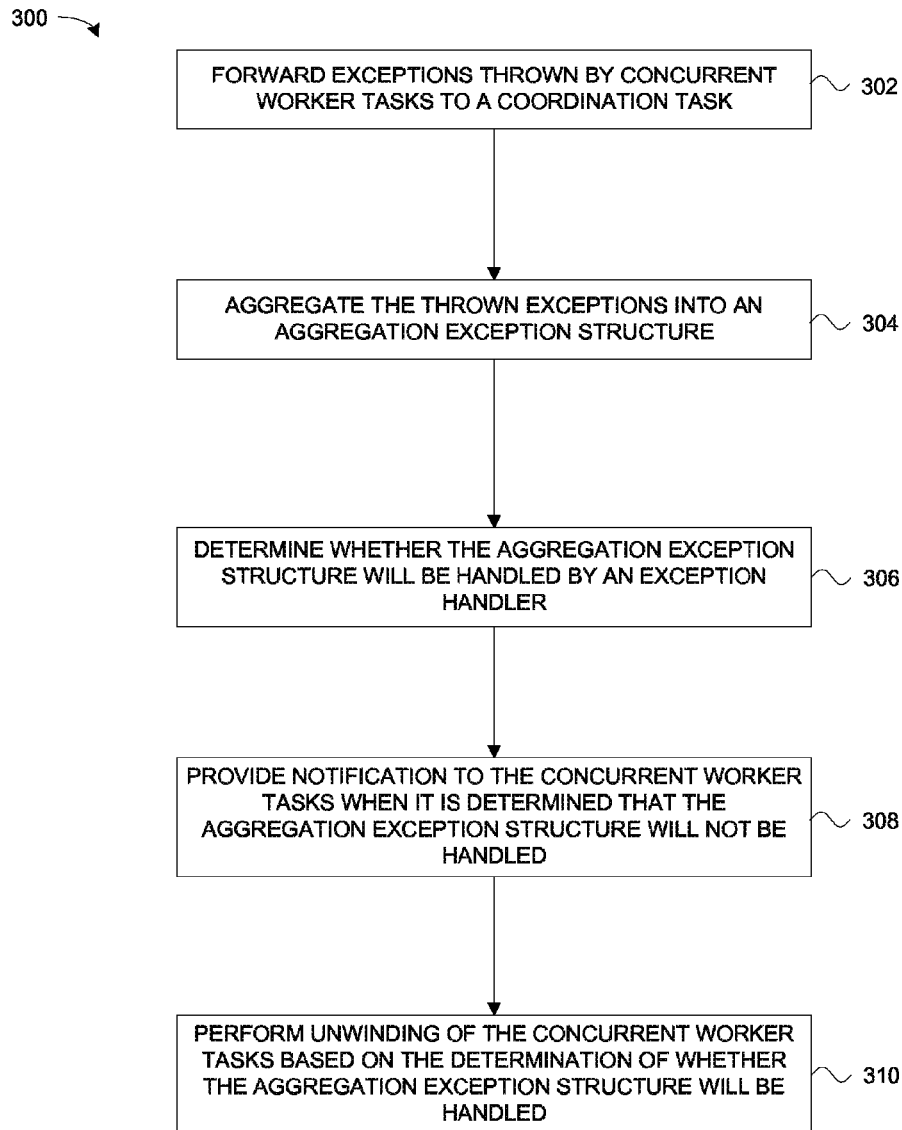 300
FORWARD EXCEPTIONS THROWN BY CONCURRENT
WORKER TASKS TO A COORDINATION TASK
302
AGGREGATE THE THROWN EXCEPTIONS INTO AN
AGGREGATION EXCEPTION STRUCTURE
304
DETERMINE WHETHER THE AGGREGATION EXCEPTION
STRUCTURE WILL BE HANDLED BY AN EXCEPTION
HANDLER
306
PROVIDE NOTIFICATION TO THE CONCURRENT WORKER
TASKS WHEN IT IS DETERMINED THAT THE
AGGREGATION EXCEPTION STRUCTURE WILL NOT BE
HANDLED
308
PERFORM UNWINDING OF THE CONCURRENT WORKER
TASKS BASED ON THE DETERMINATION OF WHETHER
THE AGGREGATION EXCEPTION STRUCTURE WILL BE
HANDLED
310